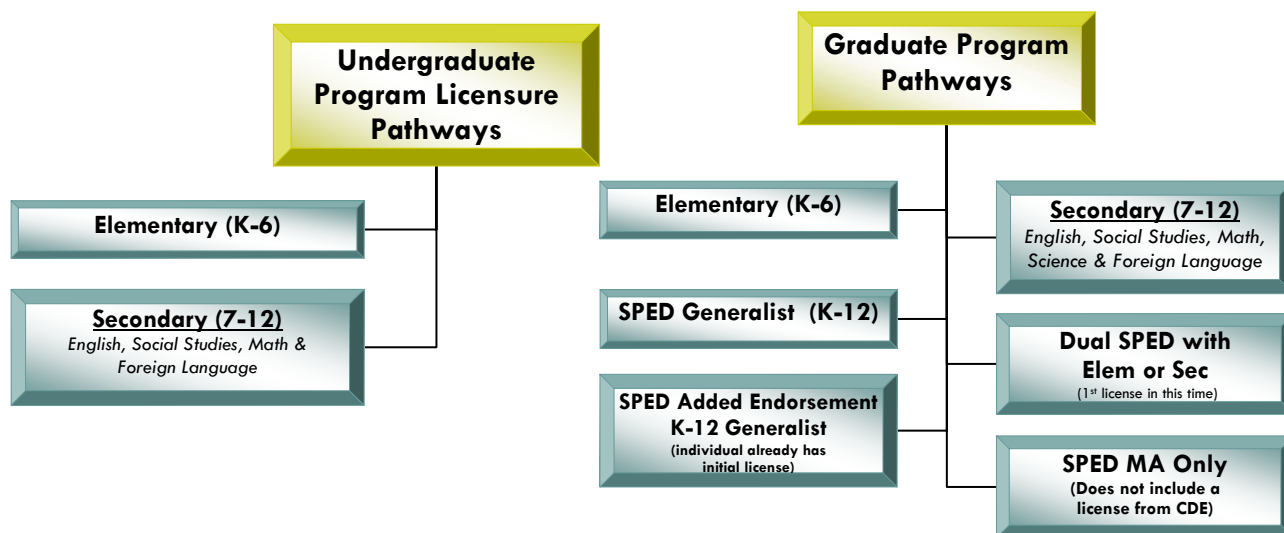 Undergraduate
Program Licensure
Pathways
Elementary (K-6)
Secondary (7-12)
English, Social Studies, Math &
Foreign Language
Graduate Program
Pathways
Elementary (K-6)
SPED Generalist  (K-12)
SPED Added Endorsement
K-12 Generalist
(individual already has
initial license)
Secondary (7-12)
English, Social Studies, Math,
Science & Foreign Language
Dual SPED with
Elem or Sec
(1st license in this time)
SPED MA Only
(Does not include a
license from CDE)